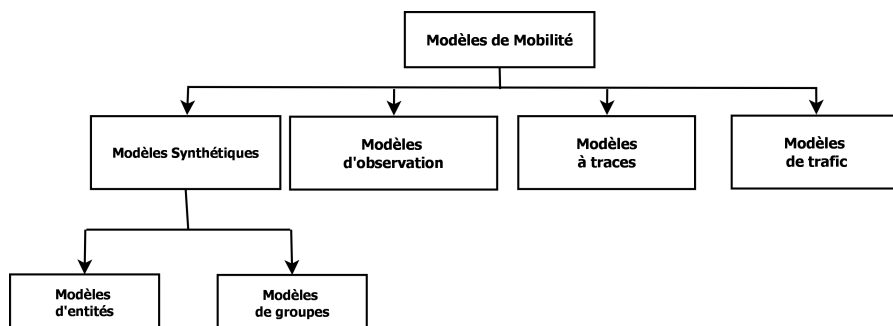 Modèles de Mobilité
Modèles Synthétiques
Modèles
d'observation
Modèles
à traces
Modèles
de trafic
Modèles
d'entités
Modèles
de groupes